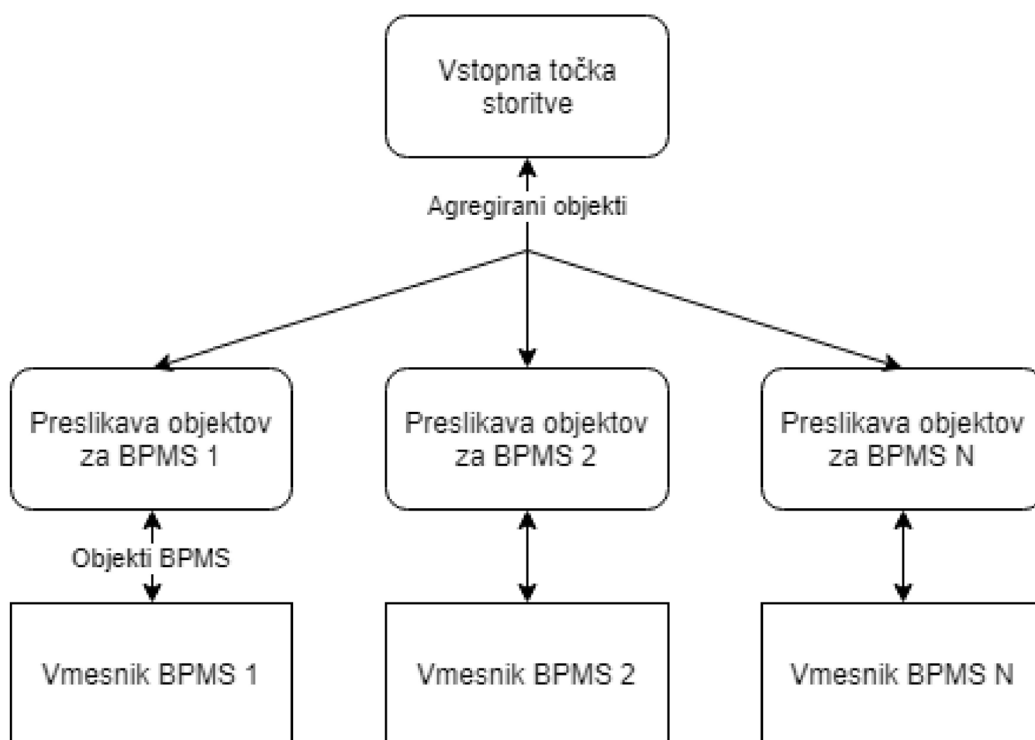 Vstopna točka
storitve
Agregirani objekti
Preslikava objektov
za BPMS 1
Preslikava objektov
za BPMS 2
Preslikava objektov
za BPMS N
Objekti BPMS
Vmesnik BPMS 1
Vmesnik BPMS 2
Vmesnik BPMS N